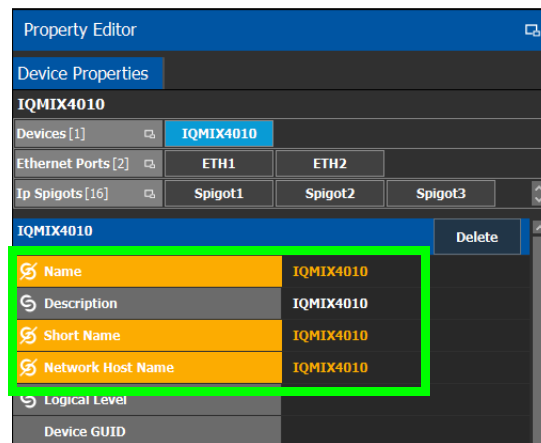 Property Editor
Device Properties
IQMIX4010
Devices [1] IQMIX4010
Ethernet Ports [2] ETH1 ETH2
Ip Spigots [16] Spigot1 Spigot2 Spigot3
IQMIX4010 Delete
Name IQMIX4010
Description IQMIX4010
Short Name IQMIX4010
Network Host Name IQMIX4010
Logical Level
Device GUID